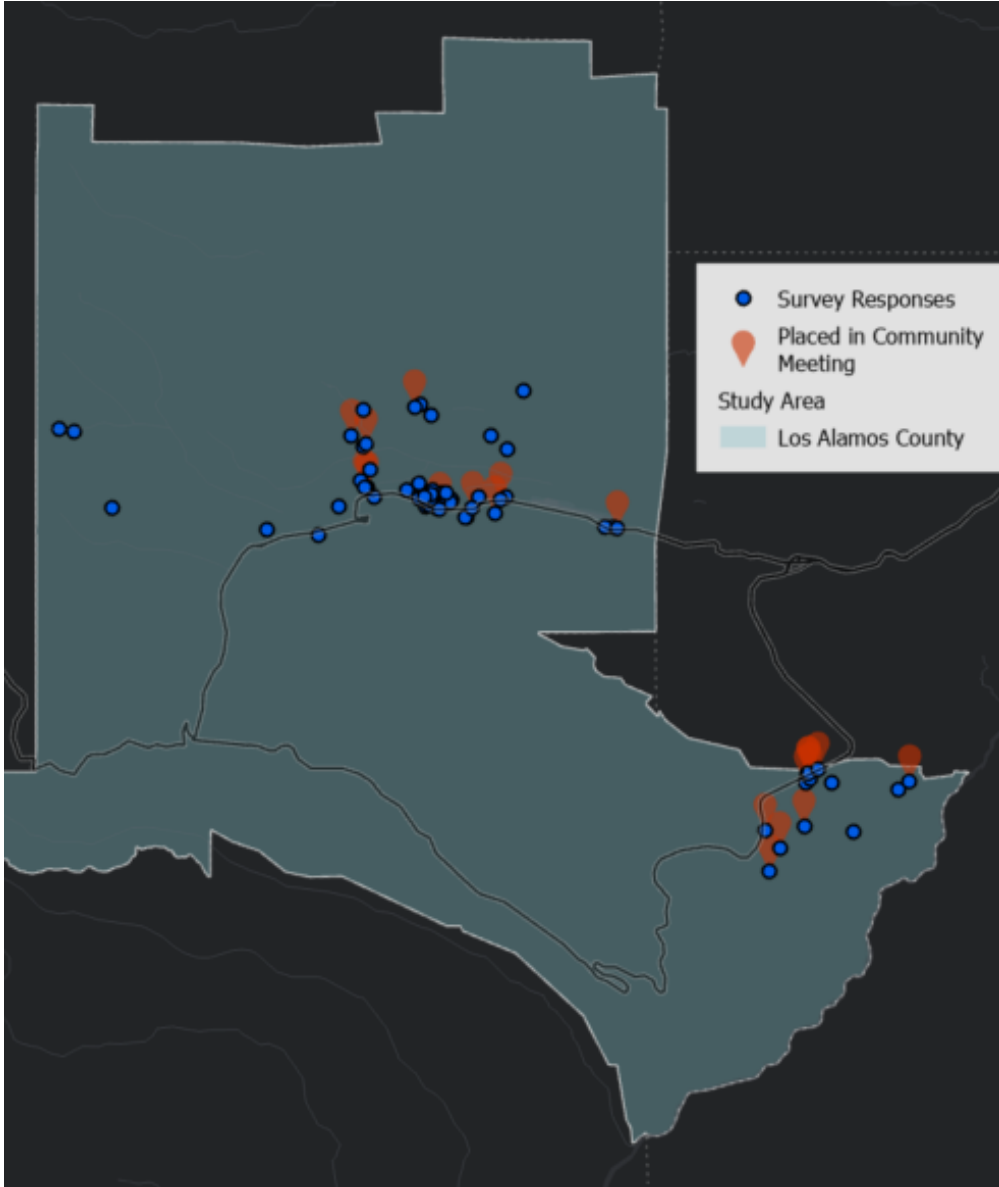 Survey Responses
Placed in Community
Meeting
Study Area
Los Alamos County